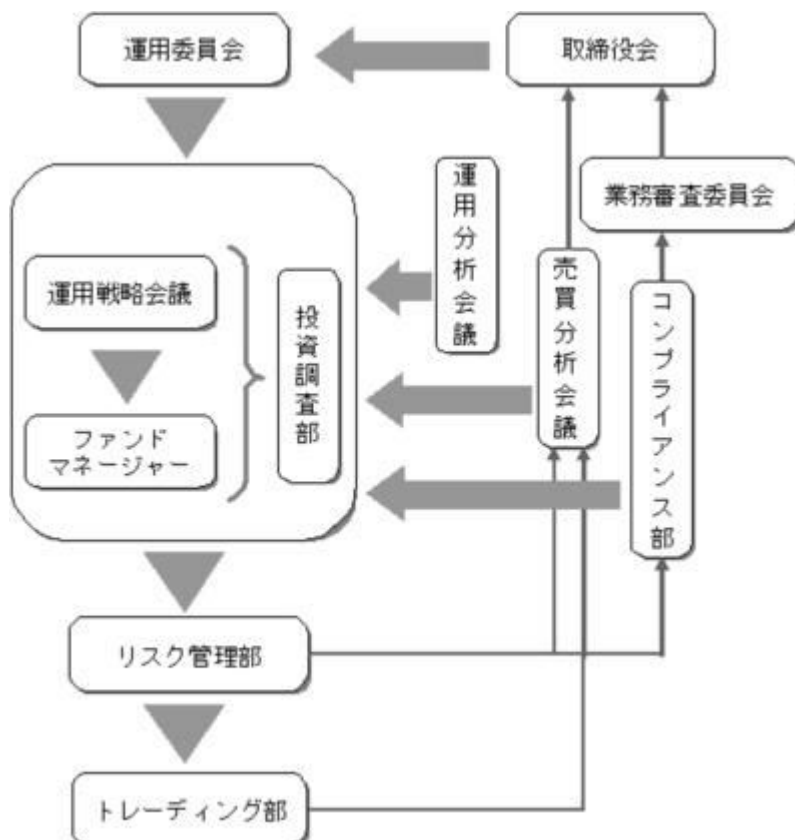 運用委員会
取締役会
運用分析会議
業務審査委員会
運用戦略会議
投資調査部
売買分析会議
コンプライアンス部
ファンド
マネージャー
リスク管理部
トレーディング部